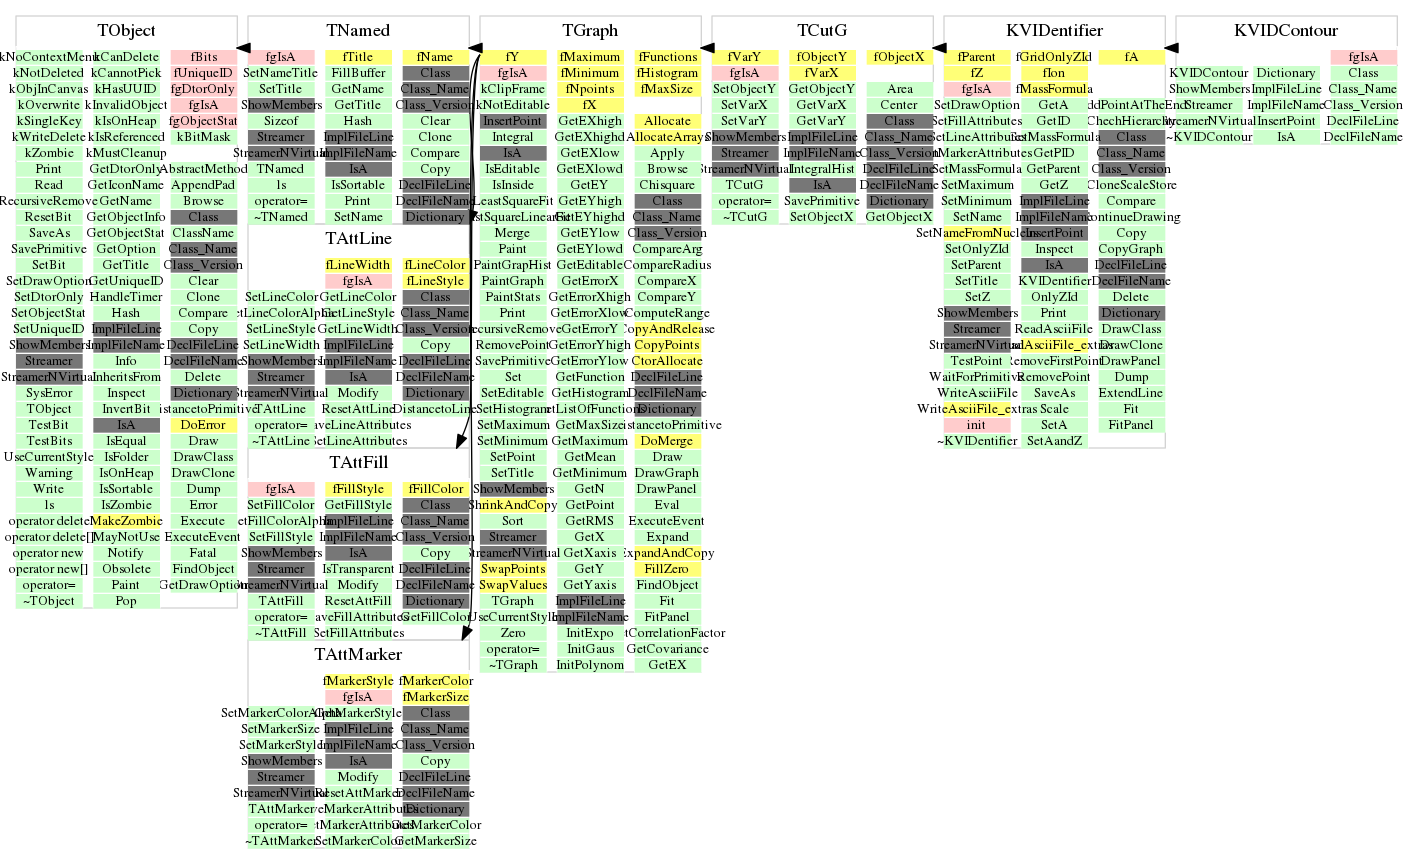 TObject
kNoContextMenu kCanDelete fBits
kNotDeleted kCannotPick fUniqueID
kObjInCanvas kHasUUID fgDtorOnly
kOverwrite kInvalidObject fgIsA
kSingleKey kIsOnHeap fgObjectStat
kWriteDelete kIsReferenced kBitMask
kZombie kMustCleanup
Print GetDtorOnly AbstractMethod
Read GetIconName AppendPad
RecursiveRemove GetName Browse
ResetBit GetObjectInfo Class
SaveAs GetObjectStat ClassName
SavePrimitive GetOption Class_Name
SetBit GetTitle Class_Version
SetDrawOption GetUniqueID Clear
SetDtorOnly HandleTimer Clone
SetObjectStat Hash Compare
SetUniqueID ImplFileLine Copy
ShowMembers ImplFileName DeclFileLine
Streamer Info DeclFileName
StreamerNVirtual InheritsFrom Delete
SysError Inspect Dictionary
TObject InvertBit istancetoPrimitive
TestBit IsA DoError
TestBits IsEqual Draw
UseCurrentStyle IsFolder DrawClass
Warning IsOnHeap DrawClone
Write IsSortable Dump
ls IsZombie Error
operator delete MakeZombie Execute
operator delete[] MayNotUse ExecuteEvent
operator new Notify Fatal
operator new[] Obsolete FindObject
operator= Paint GetDrawOption
~TObject Pop
TNamed
fgIsA fTitle fName
SetNameTitle FillBuffer Class
SetTitle GetName Class_Name
ShowMembers GetTitle Class_Version
Sizeof Hash Clear
Streamer ImplFileLine Clone
StreamerNVirtual ImplFileName Compare
TNamed IsA Copy
ls IsSortable DeclFileLine
operator= Print DeclFileName
~TNamed SetName Dictionary
TAttLine
fLineWidth fLineColor
fgIsA fLineStyle
SetLineColor GetLineColor Class
etLineColorAlpha GetLineStyle Class_Name
SetLineStyle GetLineWidth Class_Version
SetLineWidth ImplFileLine Copy
ShowMembers ImplFileName DeclFileLine
Streamer IsA DeclFileName
StreamerNVirtual Modify Dictionary
TAttLine ResetAttLine DistancetoLine
operator= aveLineAttributes
~TAttLine SetLineAttributes
TAttFill
fgIsA fFillStyle fFillColor
SetFillColor GetFillStyle Class
etFillColorAlpha ImplFileLine Class_Name
SetFillStyle ImplFileName Class_Version
ShowMembers IsA Copy
Streamer IsTransparent DeclFileLine
StreamerNVirtual Modify DeclFileName
TAttFill ResetAttFill Dictionary
operator= aveFillAttributes GetFillColor
~TAttFill SetFillAttributes
TAttMarker
fMarkerStyle fMarkerColor
fgIsA fMarkerSize
SetMarkerColorAlpha GetMarkerStyle Class
SetMarkerSize ImplFileLine Class_Name
SetMarkerStyle ImplFileName Class_Version
ShowMembers IsA Copy
Streamer Modify DeclFileLine
StreamerNVirtual ResetAttMarker DeclFileName
TAttMarker veMarkerAttributes Dictionary
operator= etMarkerAttributes GetMarkerColor
~TAttMarker SetMarkerColor GetMarkerSize
TGraph
fY fMaximum fFunctions
fgIsA fMinimum fHistogram
kClipFrame fNpoints fMaxSize
kNotEditable fX
InsertPoint GetEXhigh Allocate
Integral GetEXhighd AllocateArrays
IsA GetEXlow Apply
IsEditable GetEXlowd Browse
IsInside GetEY Chisquare
LeastSquareFit GetEYhigh Class
GetEYhighd Class_Name
Merge GetEYlow Class_Version
Paint GetEYlowd CompareArg
PaintGrapHist GetEditable CompareRadius
PaintGraph GetErrorX CompareX
PaintStats GetErrorXhigh CompareY
Print GetErrorXlow ComputeRange
ecursiveRemove GetErrorY CopyAndRelease
RemovePoint GetErrorYhigh CopyPoints
SavePrimitive GetErrorYlow CtorAllocate
Set GetFunction DeclFileLine
SetEditable GetHistogram DeclFileName
SetHistogram etListOfFunctions Dictionary
SetMaximum GetMaxSize istancetoPrimitive
SetMinimum GetMaximum DoMerge
SetPoint GetMean Draw
SetTitle GetMinimum DrawGraph
ShowMembers GetN DrawPanel
ShrinkAndCopy GetPoint Eval
Sort GetRMS ExecuteEvent
Streamer GetX Expand
StreamerNVirtual GetXaxis ExpandAndCopy
SwapPoints GetY FillZero
SwapValues GetYaxis FindObject
TGraph ImplFileLine Fit
UseCurrentStyle ImplFileName FitPanel
Zero InitExpo tCorrelationFactor
operator= InitGaus GetCovariance
~TGraph InitPolynom GetEX
TCutG
fVarY fObjectY fObjectX
fgIsA fVarX
SetObjectY GetObjectY Area
SetVarX GetVarX Center
SetVarY GetVarY Class
ShowMembers ImplFileLine Class_Name
Streamer ImplFileName Class_Version
StreamerNVirtual IntegralHist DeclFileLine
TCutG IsA DeclFileName
operator= SavePrimitive Dictionary
~TCutG SetObjectX GetObjectX
KVIDentifier
fParent fGridOnlyZId fA
fZ fIon
fgIsA fMassFormula
SetDrawOption GetA ddPointAtTheEnd
SetFillAttributes GetID ChechHierarchy
SetLineAttributes GetMassFormula Class
MarkerAttributes GetPID Class_Name
SetMassFormula GetParent Class_Version
SetMaximum GetZ CloneScaleStore
SetMinimum ImplFileLine Compare
SetName ImplFileName ontinueDrawing
SetNameFromNucleus InsertPoint Copy
SetOnlyZId Inspect CopyGraph
SetParent IsA DeclFileLine
SetTitle KVIDentifier DeclFileName
SetZ OnlyZId Delete
ShowMembers Print Dictionary
Streamer ReadAsciiFile DrawClass
StreamerNVirtual dAsciiFile_extras DrawClone
TestPoint RemoveFirstPoint DrawPanel
WaitForPrimitive RemovePoint Dump
WriteAsciiFile SaveAs ExtendLine
WriteAsciiFile_extras Scale Fit
init SetA FitPanel
~KVIDentifier SetAandZ
KVIDContour
fgIsA
KVIDContour Dictionary Class
ShowMembers ImplFileLine Class_Name
Streamer ImplFileName Class_Version
StreamerNVirtual InsertPoint DeclFileLine
~KVIDContour IsA DeclFileName